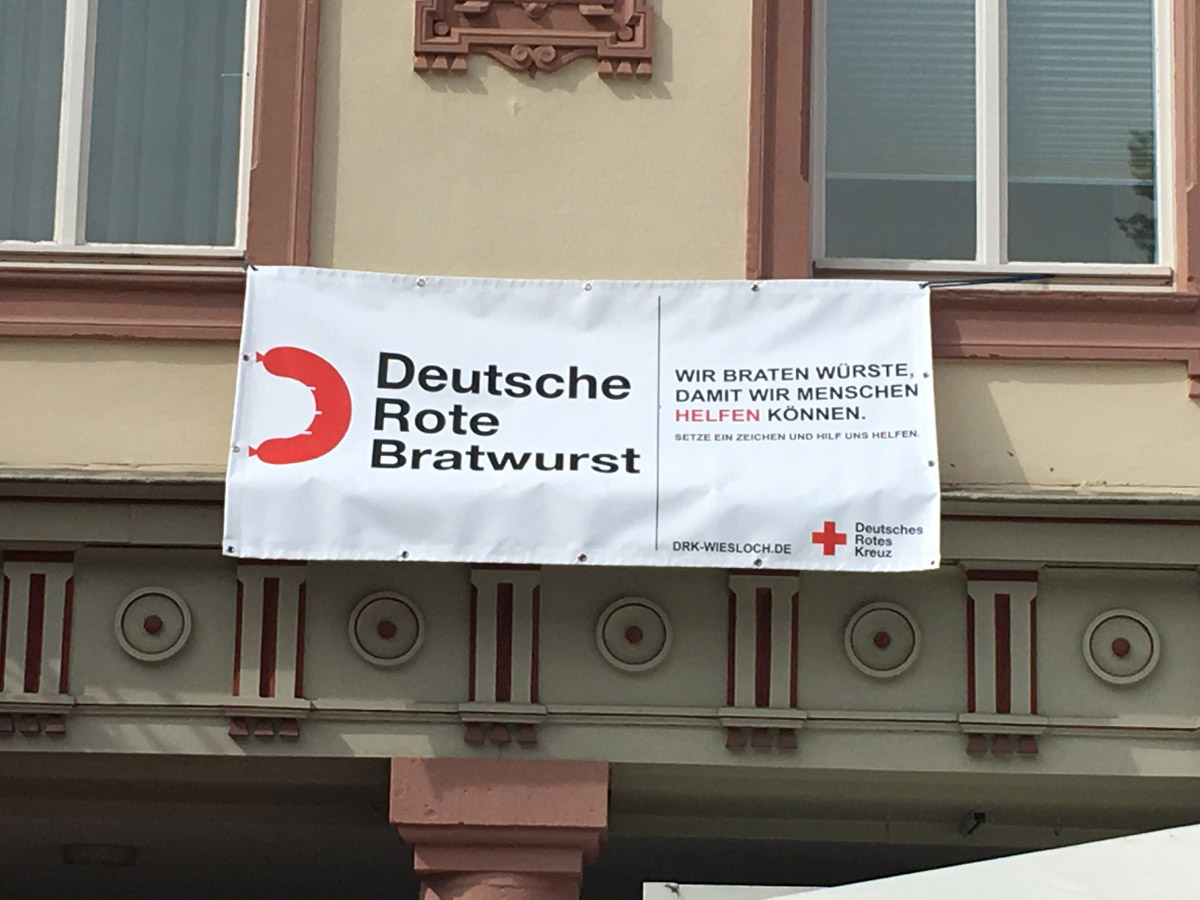 Deutsche
Rote
Bratwurst
WIR BRATEN WÜRSTE,
DAMIT WIR MENSCHEN
HELFEN KÖNNEN.
SETZE EIN ZEICHEN UND HILF UNS HELFEN.
DRK-WIESLOCH.DE
Deutsches
Rotes
Kreuz